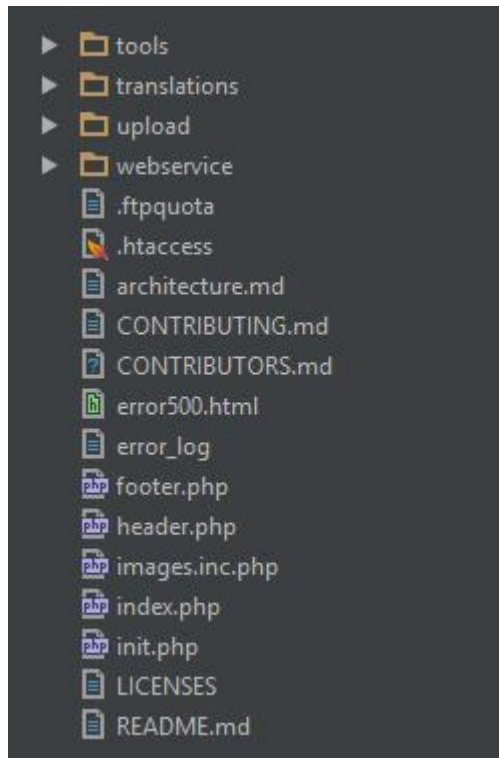 tools
translations
upload
webservice
.ftpquota
.htaccess
architecture.md
CONTRIBUTING.md
CONTRIBUTORS.md
error500.html
error_log
footer.php
header.php
images.inc.php
index.php
init.php
LICENSES
README.md